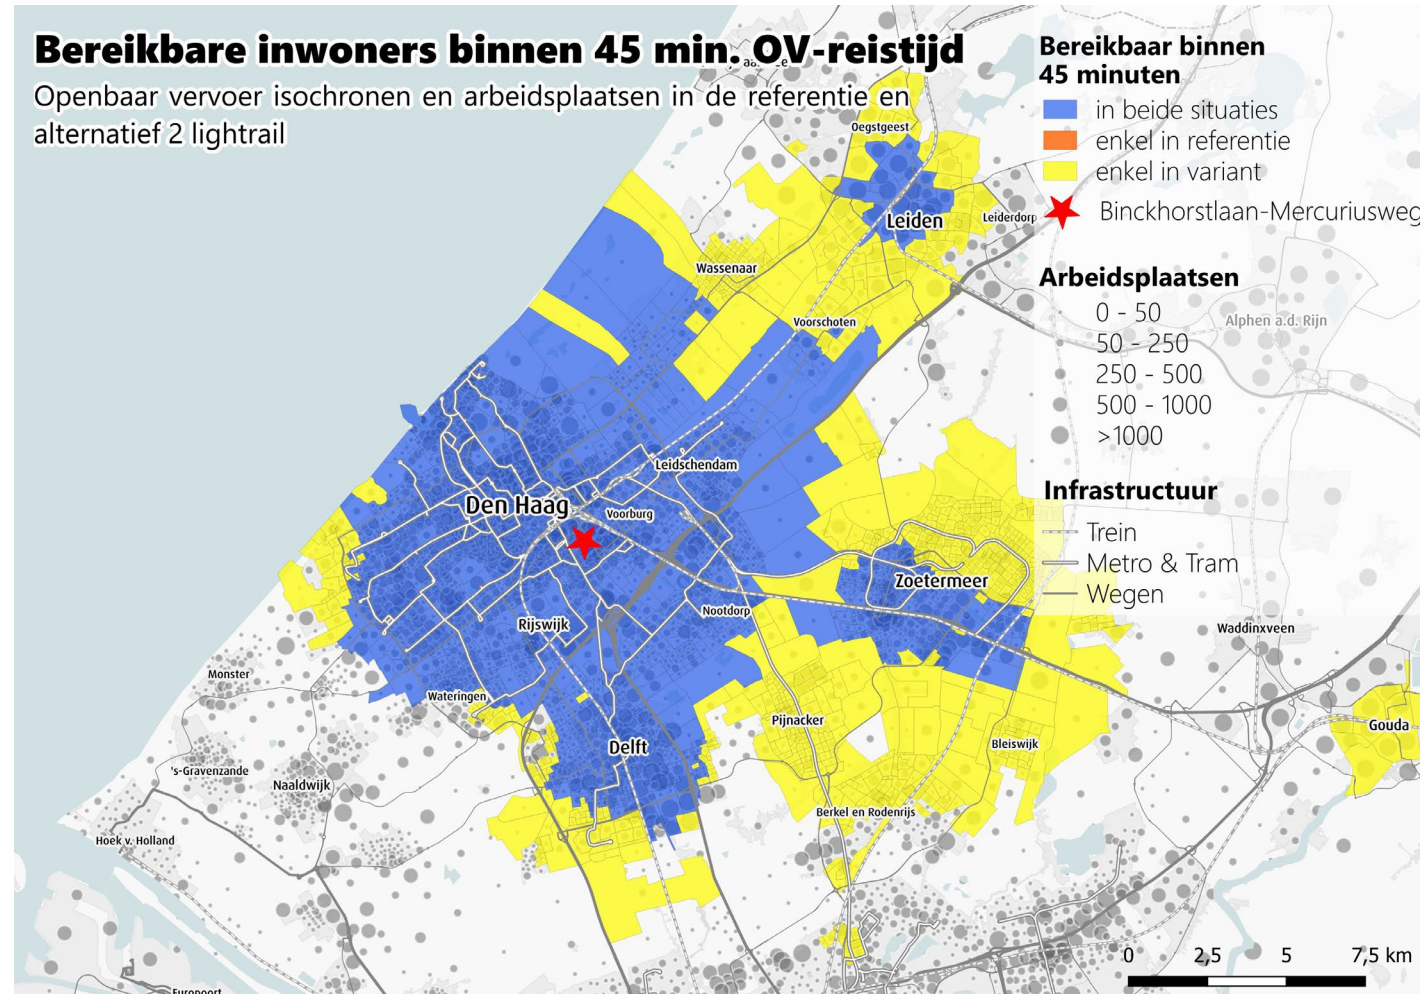 Bereikbare inwoners binnen 45 min. OV-reistijd
Openbaar vervoer isochronen en arbeidsplaatsen in de referentie en
alternatief 2 lightrail
Bereikbaar binnen
45 minuten
in beide situaties
enkel in referentie
enkel in variant
Binckhorstlaan-Mercuriusweg
Arbeidsplaatsen
0 - 50
50 - 250
250 - 500
500 - 1000
>1000
Infrastructuur
Trein
Metro & Tram
Wegen
Oegstgeest
Leiden
Leiderdorp
Wassenaar
Voorschoten
Alphen a.d. Rijn
Leidschendam
Den Haag
Voorburg
Zoetermeer
Nootdorp
Rijswijk
Waddinxveen
Monster
Wateringen
Pijnacker
Gouda
Delft
Bleiswijk
's-Gravenzande
Naaldwijk
Berkel en Rodenrijs
Hoek v. Holland
Europoort
0 2,5 5 7,5 km